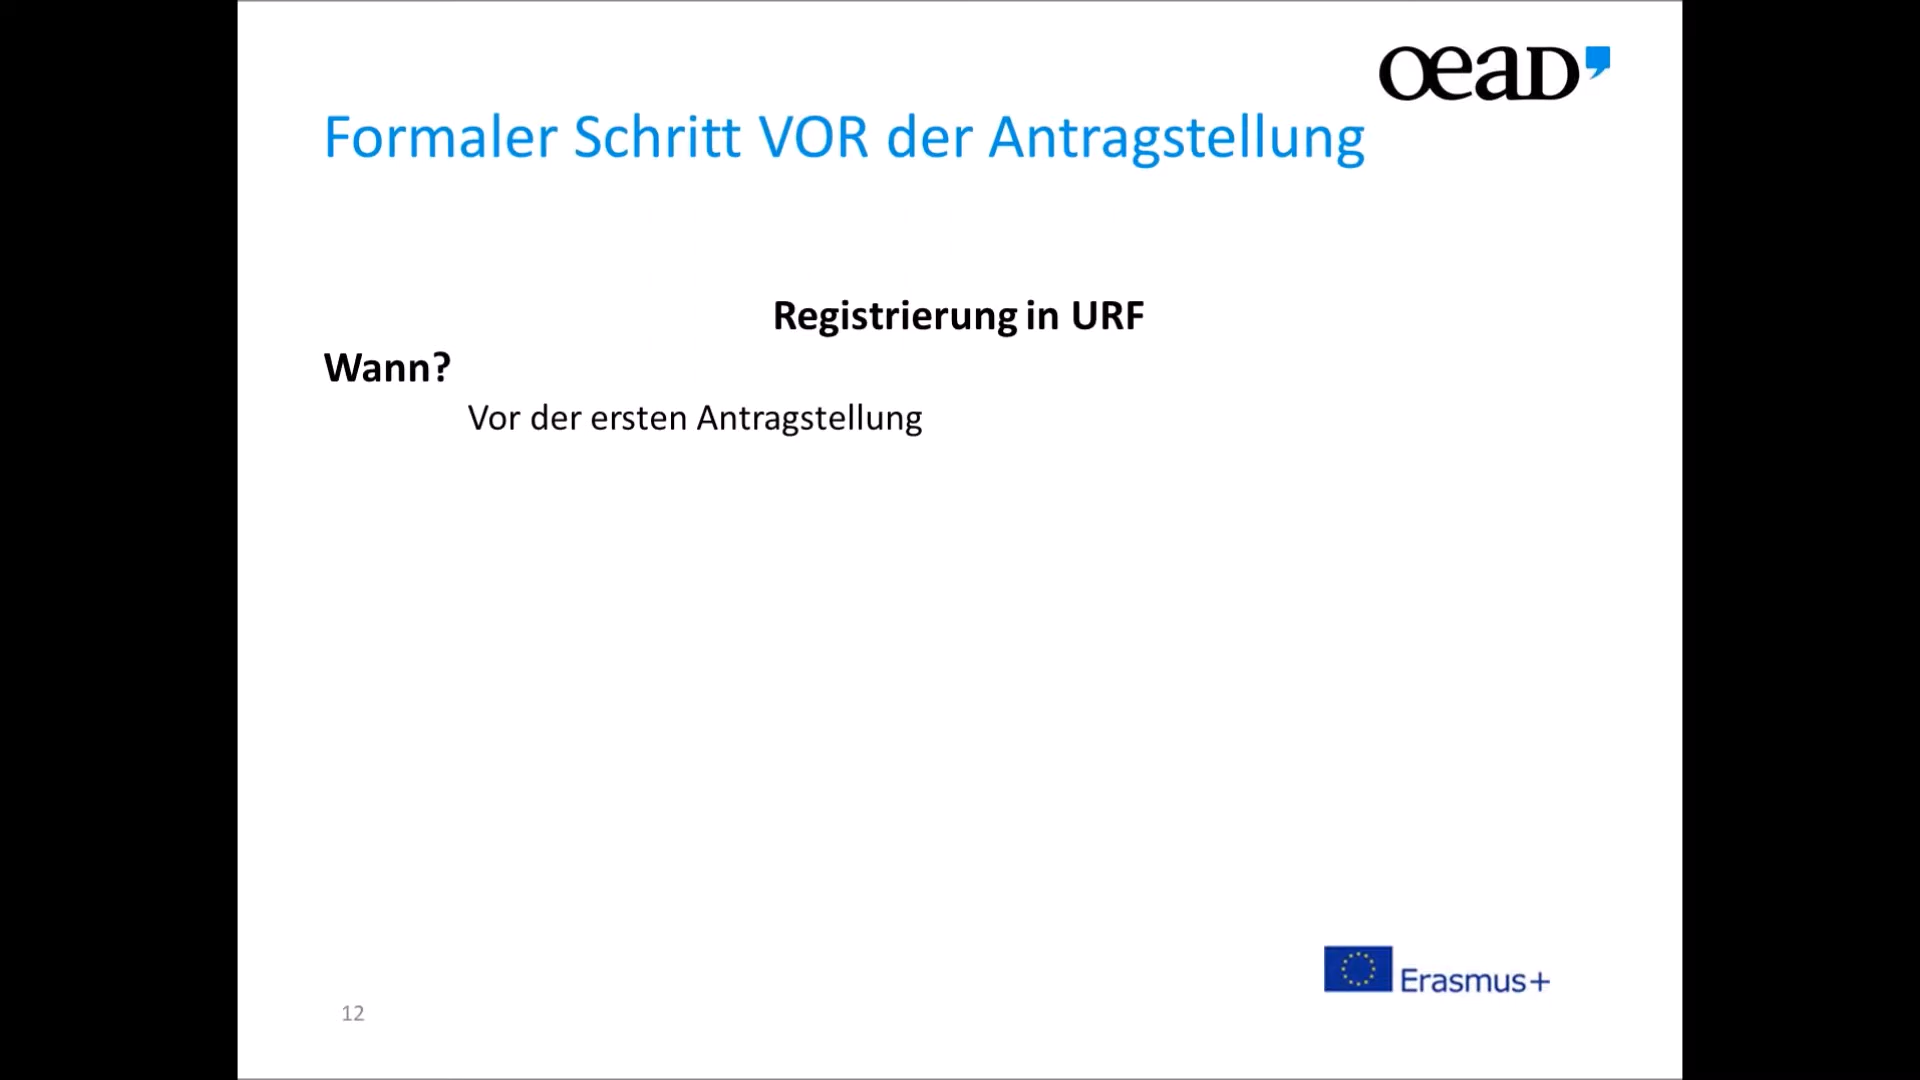 OeAD
Formaler Schritt VOR der Antragstellung
Registrierung in URF
Wann?
Vor der ersten Antragstellung
Erasmus+
12